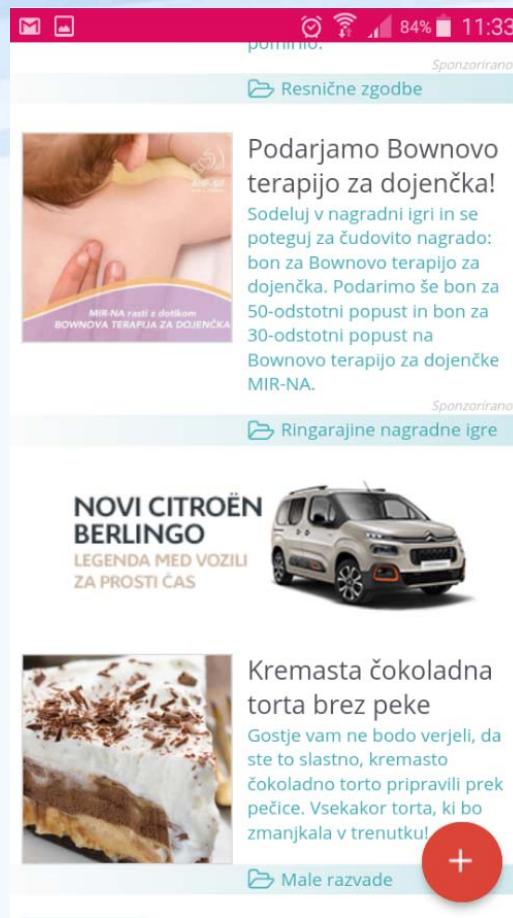 84% 11:33
Sponzorirano
Resnične zgodbe
Podarjamo Bownovo
terapijo za dojenčka!
Sodeluj v nagradni igri in se
poteguj za čudovito nagrado:
bon za Bownovo terapijo za
dojenčka. Podarimo še bon za
50-odstotni popust in bon za
30-odstotni popust na
Bownovo terapijo za dojenčke
MIR-NA.
MIR-NA rasti z dotikom
BOWNOVA TERAPIJA ZA DOJENČKA
Sponzorirano
Ringarajine nagradne igre
NOVI CITROËN
BERLINGO
LEGENDA MED VOZILI
ZA PROSTI ČAS
Kremasta čokoladna
torta brez peke
Gostje vam ne bodo verjeli, da
ste to slastno, kremasto
čokoladno torto pripravili prek
pečice. Vsekakor torta, ki bo
zmanjkala v trenutku!
Male razvade